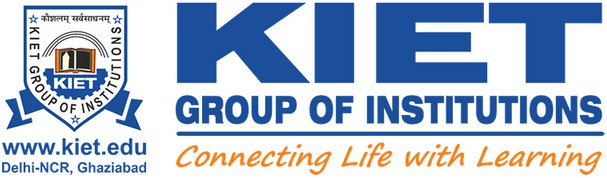 कौशलम् सर्वसाधनम्
KIET GROUP OF INSTITUTIONS
KIET
www.kiet.edu
Delhi-NCR, Ghaziabad
KIET
GROUP OF INSTITUTIONS
Connecting Life with Learning